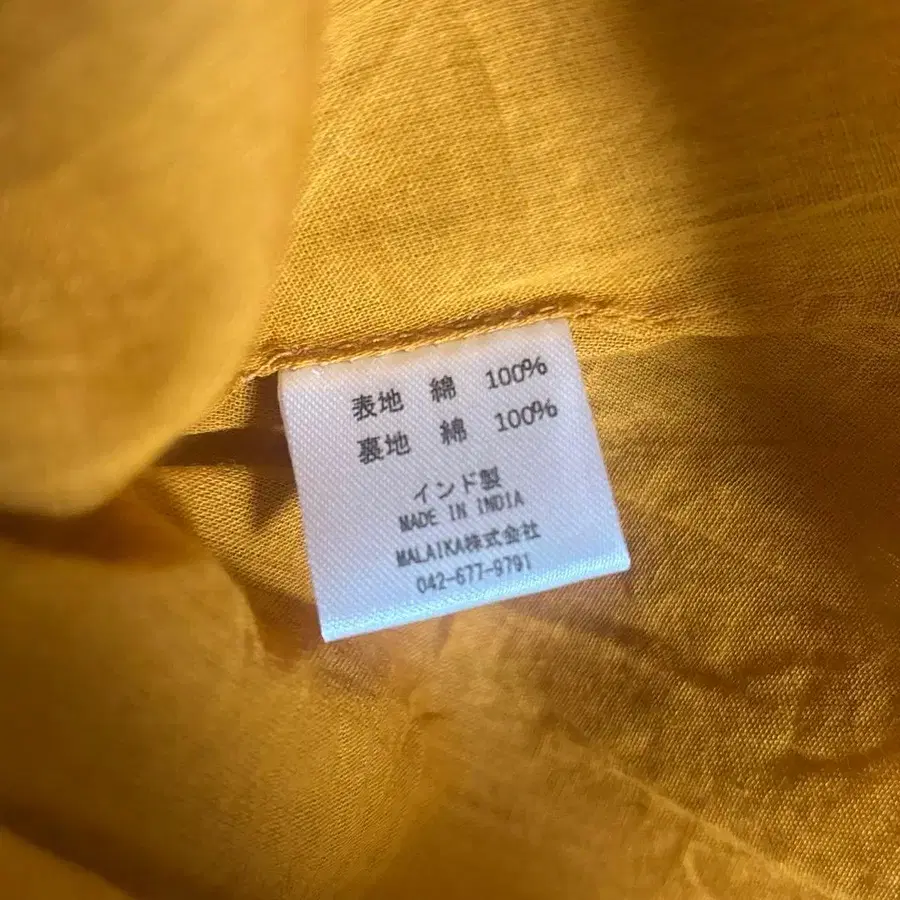 表地 綿 100%
裏地 綿 100%
インド製
MADE IN INDIA
MALAIKA株式会社
042-677-9791